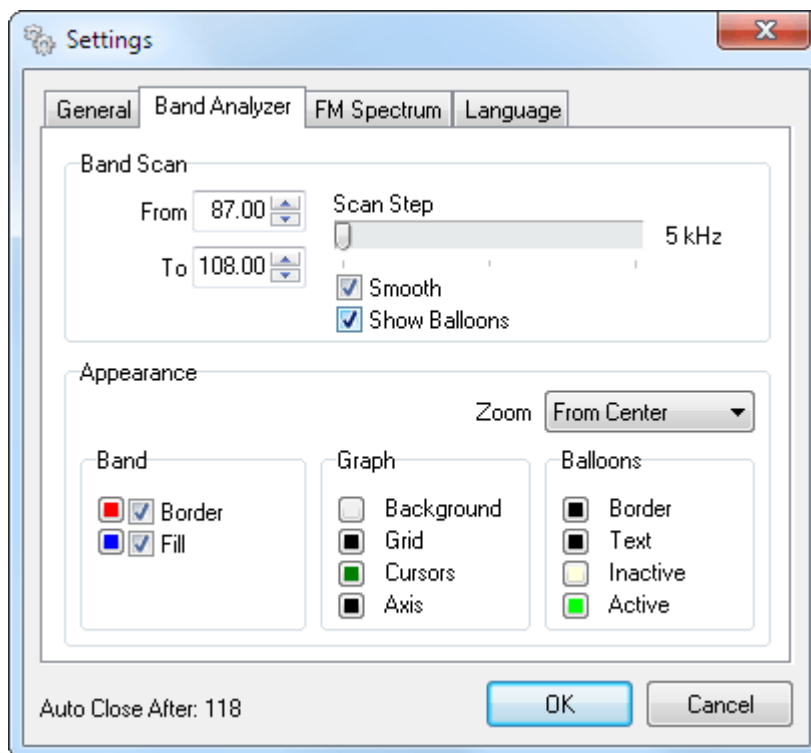 Settings
General Band Analyzer FM Spectrum Language
Band Scan
From 87.00
To 108.00
Scan Step
5 kHz
Smooth
Show Balloons
Appearance
Zoom From Center
Band
Border
Fill
Graph
Background
Grid
Cursors
Axis
Balloons
Border
Text
Inactive
Active
Auto Close After: 118
OK
Cancel